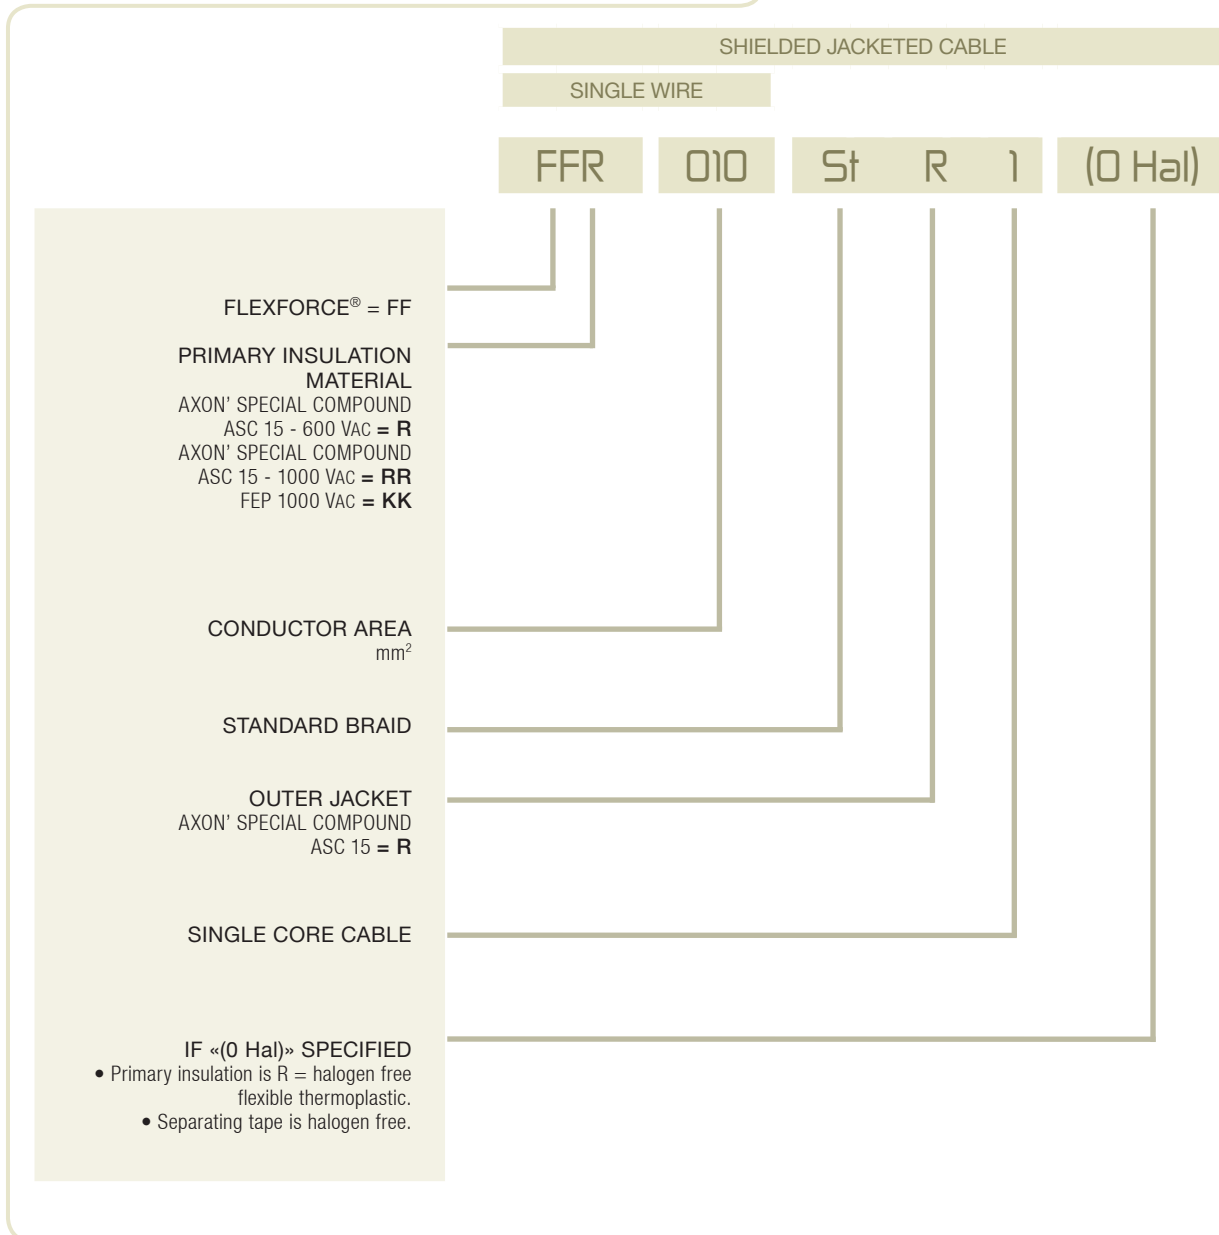 SHIELDED JACKETED CABLE
SINGLE WIRE
FFR 010 St R 1 (0 Hal)
FLEXFORCE® = FF
PRIMARY INSULATION
MATERIAL
AXON’ SPECIAL COMPOUND
ASC 15 - 600 VAC = R
AXON’ SPECIAL COMPOUND
ASC 15 - 1000 VAC = RR
FEP 1000 VAC = KK
CONDUCTOR AREA
mm²
STANDARD BRAID
OUTER JACKET
AXON’ SPECIAL COMPOUND
ASC 15 = R
SINGLE CORE CABLE
IF «(0 Hal)» SPECIFIED
• Primary insulation is R = halogen free
flexible thermoplastic.
• Separating tape is halogen free.